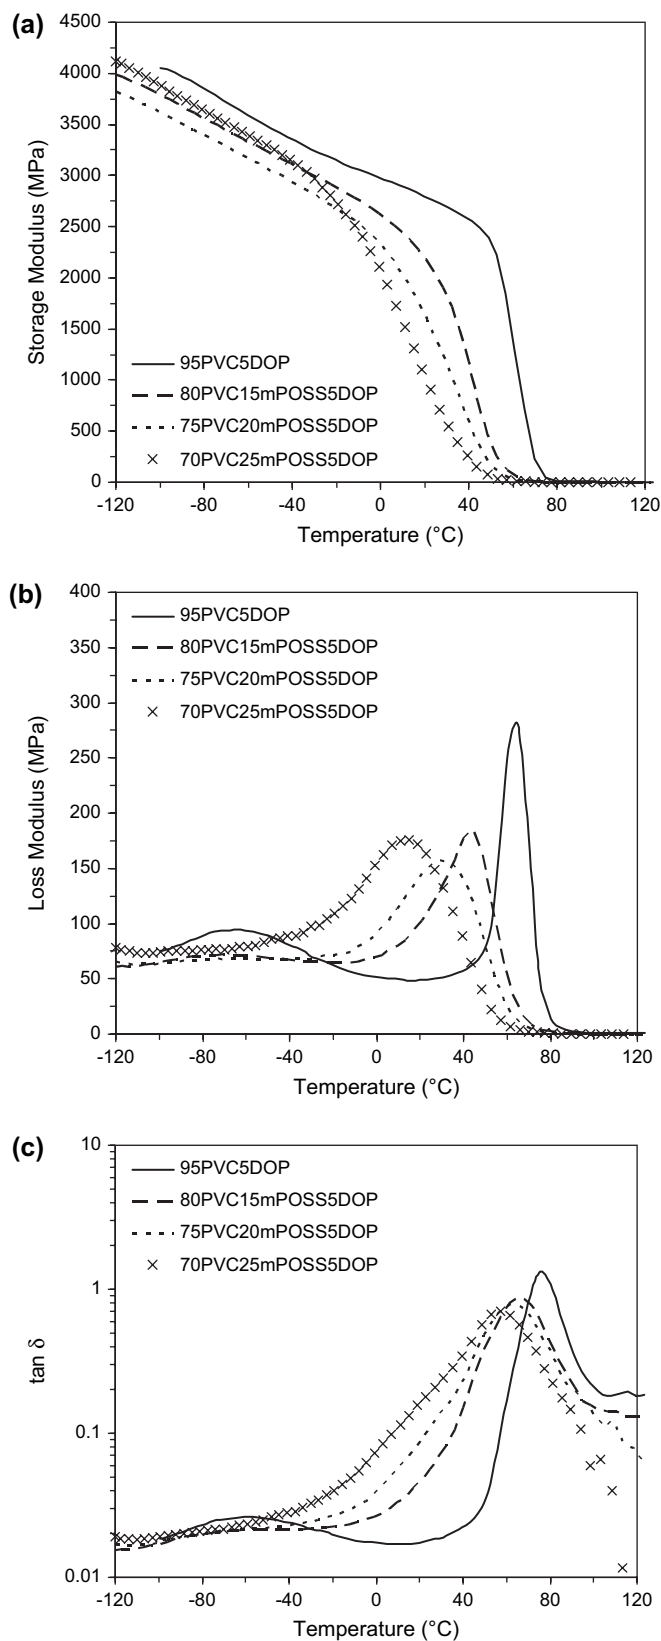 (a)
4500
4000
3500
3000
2500
2000
1500
1000
500
0
Storage Modulus (MPa)
95PVC5DOP
80PVC15mPOSS5DOP
75PVC20mPOSS5DOP
70PVC25mPOSS5DOP
-120 -80 -40 0 40 80 120
Temperature (°C)
(b)
400
350
300
250
200
150
100
50
0
Loss Modulus (MPa)
95PVC5DOP
80PVC15mPOSS5DOP
75PVC20mPOSS5DOP
70PVC25mPOSS5DOP
-120 -80 -40 0 40 80 120
Temperature (°C)
(c)
10
1
0.1
0.01
tan δ
95PVC5DOP
80PVC15mPOSS5DOP
75PVC20mPOSS5DOP
70PVC25mPOSS5DOP
-120 -80 -40 0 40 80 120
Temperature (°C)